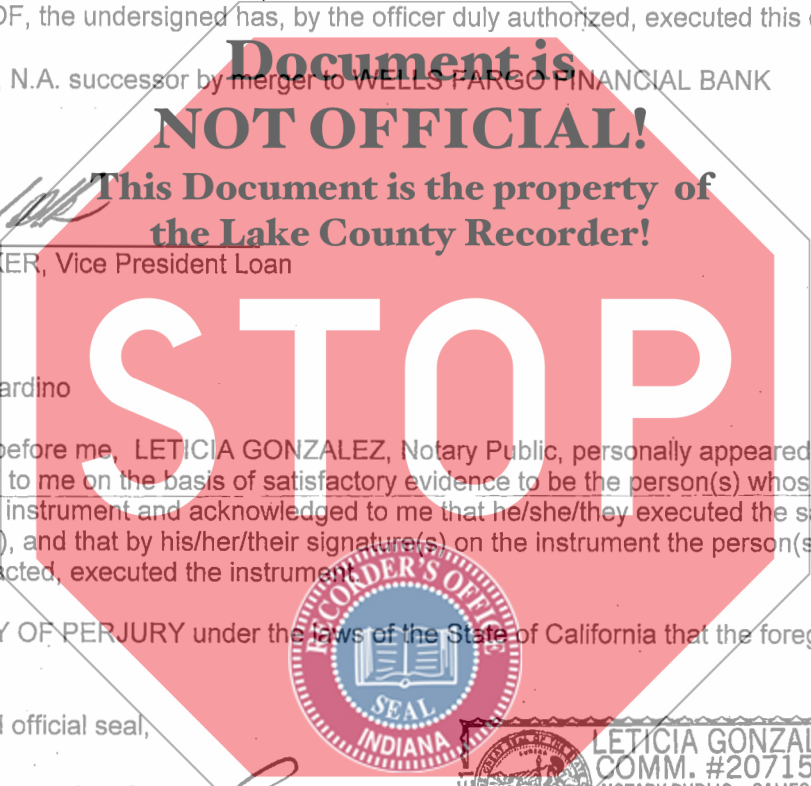 OF, the undersigned has, by the officer duly authorized, executed this
Document is
N.A. successor by merger to WELLS FARGO FINANCIAL BANK
NOT OFFICIAL!
This Document is the property of
the Lake County Recorder!
KER, Vice President Loan
STOP
ardino
before me, LETICIA GONZALEZ, Notary Public, personally appeared
to me on the basis of satisfactory evidence to be the person(s) whos
instrument and acknowledged to me that he/she/they executed the s
), and that by his/her/their signature(s) on the instrument the person(s
acted, executed the instrument.
RECORDER'S OFFICE
Y OF PERJURY under the laws of the State of California that the foreg
SEAL
INDIANA
official seal,
LETICIA GONZAL
COMM. #20715